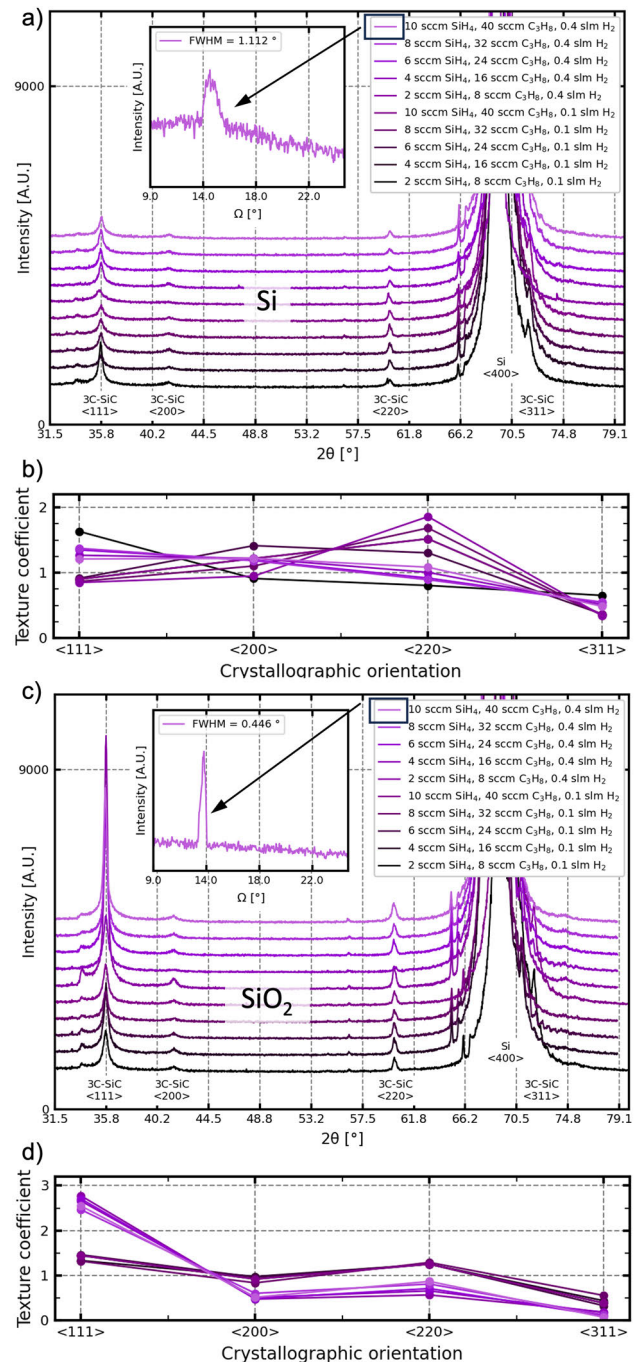 a)
FWHM = 1.112 °
Intensity [A.U.]
9.0 14.0 18.0 22.0
Ω [°]
10 sccm SiH₄, 40 sccm C₃H₈, 0.4 slm H₂
8 sccm SiH₄, 32 sccm C₃H₈, 0.4 slm H₂
6 sccm SiH₄, 24 sccm C₃H₈, 0.4 slm H₂
4 sccm SiH₄, 16 sccm C₃H₈, 0.4 slm H₂
2 sccm SiH₄, 8 sccm C₃H₈, 0.4 slm H₂
10 sccm SiH₄, 40 sccm C₃H₈, 0.1 slm H₂
8 sccm SiH₄, 32 sccm C₃H₈, 0.1 slm H₂
6 sccm SiH₄, 24 sccm C₃H₈, 0.1 slm H₂
4 sccm SiH₄, 16 sccm C₃H₈, 0.1 slm H₂
2 sccm SiH₄, 8 sccm C₃H₈, 0.1 slm H₂
9000
Intensity [A.U.]
Si
Si
<400>
3C-SiC
<111>
3C-SiC
<200>
3C-SiC
<220>
3C-SiC
<311>
0
31.5 35.8 40.2 44.5 48.8 53.2 57.5 61.8 66.2 70.5 74.8 79.1
2θ [°]
b)
Texture coefficient
2
1
0
<111> <200> <220> <311>
Crystallographic orientation
c)
FWHM = 0.446 °
Intensity [A.U.]
9.0 14.0 18.0 22.0
Ω [°]
10 sccm SiH₄, 40 sccm C₃H₈, 0.4 slm H₂
8 sccm SiH₄, 32 sccm C₃H₈, 0.4 slm H₂
6 sccm SiH₄, 24 sccm C₃H₈, 0.4 slm H₂
4 sccm SiH₄, 16 sccm C₃H₈, 0.4 slm H₂
2 sccm SiH₄, 8 sccm C₃H₈, 0.4 slm H₂
10 sccm SiH₄, 40 sccm C₃H₈, 0.1 slm H₂
8 sccm SiH₄, 32 sccm C₃H₈, 0.1 slm H₂
6 sccm SiH₄, 24 sccm C₃H₈, 0.1 slm H₂
4 sccm SiH₄, 16 sccm C₃H₈, 0.1 slm H₂
2 sccm SiH₄, 8 sccm C₃H₈, 0.1 slm H₂
9000
Intensity [A.U.]
SiO₂
Si
<400>
3C-SiC
<111>
3C-SiC
<200>
3C-SiC
<220>
3C-SiC
<311>
0
31.5 35.8 40.2 44.5 48.8 53.2 57.5 61.8 66.2 70.5 74.8 79.1
2θ [°]
d)
Texture coefficient
3
2
1
0
<111> <200> <220> <311>
Crystallographic orientation